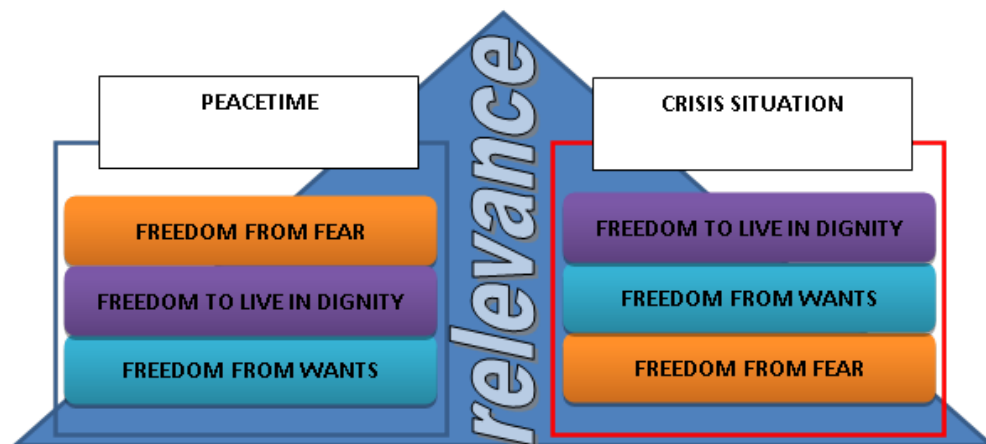 PEACETIME
FREEDOM FROM FEAR
FREEDOM TO LIVE IN DIGNITY
FREEDOM FROM WANTS
relevance
CRISIS SITUATION
FREEDOM TO LIVE IN DIGNITY
FREEDOM FROM WANTS
FREEDOM FROM FEAR